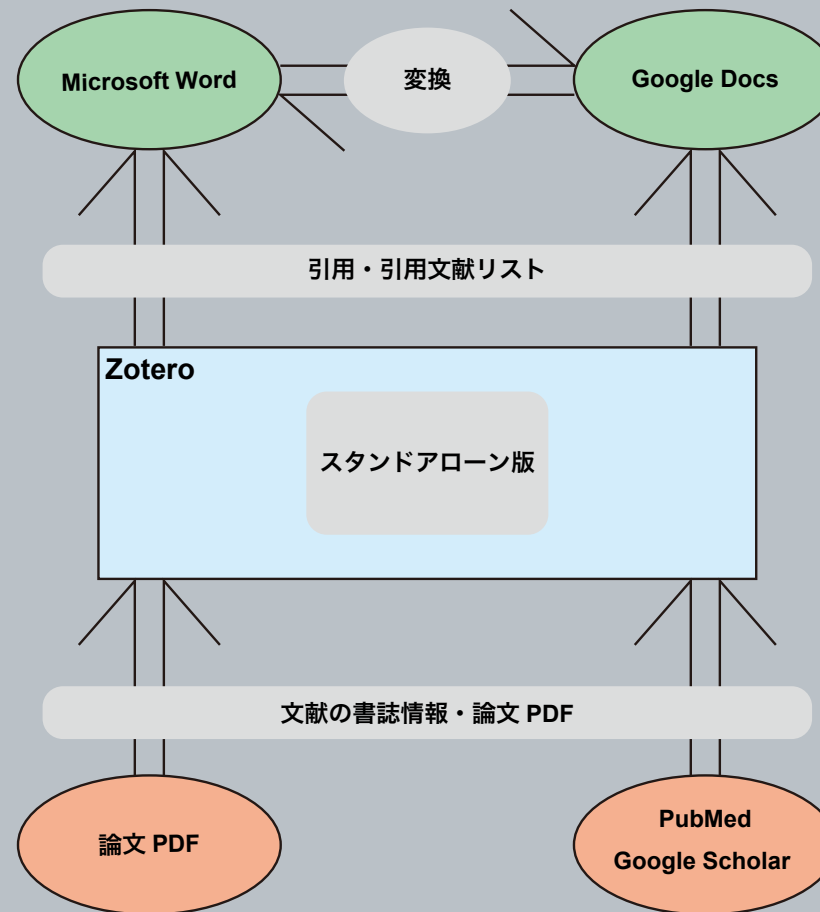 Microsoft Word
変換
Google Docs
引用・引用文献リスト
Zotero
スタンドアローン版
文献の書誌情報・論文 PDF
論文 PDF
PubMed
Google Scholar